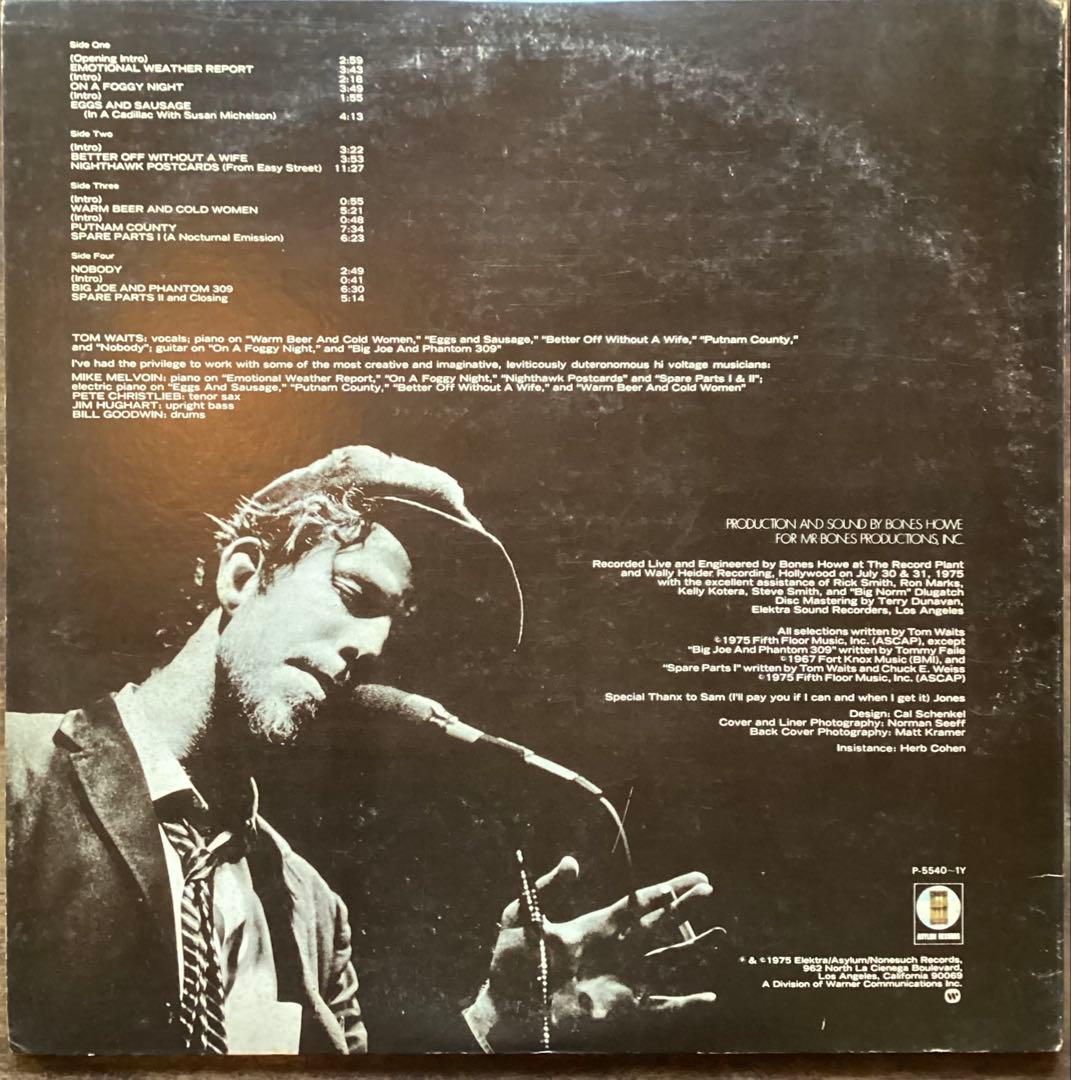 Side One
(Opening Intro) 2:59
EMOTIONAL WEATHER REPORT 3:43
(Intro) 2:18
ON A FOGGY NIGHT 3:49
(Intro) 1:55
EGGS AND SAUSAGE
(In A Cadillac With Susan Michelson) 4:13
Side Two
(Intro) 3:22
BETTER OFF WITHOUT A WIFE 3:53
NIGHTHAWK POSTCARDS (From Easy Street) 11:27
Side Three
(Intro) 0:55
WARM BEER AND COLD WOMEN 5:21
(Intro) 0:48
PUTNAM COUNTY 7:34
SPARE PARTS I (A Nocturnal Emission) 6:23
Side Four
NOBODY 2:49
(Intro) 0:41
BIG JOE AND PHANTOM 309 6:30
SPARE PARTS II and Closing 5:14
TOM WAITS: vocals; piano on "Warm Beer And Cold Women," "Eggs and Sausage," "Better Off Without A Wife," "Putnam County,"
and "Nobody"; guitar on "On A Foggy Night," and "Big Joe And Phantom 309"
I've had the privilege to work with some of the most creative and imaginative, leviticously duteronomous hi voltage musicians:
MIKE MELVOIN: piano on "Emotional Weather Report," "On A Foggy Night," "Nighthawk Postcards" and "Spare Parts I & II";
electric piano on "Eggs And Sausage," "Putnam County," "Better Off Without A Wife," and "Warm Beer And Cold Women"
PETE CHRISTLIEB: tenor sax
JIM HUGHART: upright bass
BILL GOODWIN: drums
PRODUCTION AND SOUND BY BONES HOWE
FOR MR BONES PRODUCTIONS, INC.
Recorded Live and Engineered by Bones Howe at The Record Plant
and Wally Heider Recording, Hollywood on July 30 & 31, 1975
with the excellent assistance of Rick Smith, Ron Marks,
Kelly Kotera, Steve Smith, and "Big Norm" Dlugatch
Disc Mastering by Terry Dunavan,
Elektra Sound Recorders, Los Angeles
All selections written by Tom Waits
©1975 Fifth Floor Music, Inc. (ASCAP), except
"Big Joe And Phantom 309" written by Tommy Faile
©1967 Fort Knox Music (BMI), and
"Spare Parts I" written by Tom Waits and Chuck E. Weiss
©1975 Fifth Floor Music, Inc. (ASCAP)
Special Thanx to Sam (I'll pay you if I can and when I get it) Jones
Design: Cal Schenkel
Cover and Liner Photography: Norman Seeff
Back Cover Photography: Matt Kramer
Insistance: Herb Cohen
P-5540~1Y
ASYLUM RECORDS
℗ & ©1975 Elektra/Asylum/Nonesuch Records,
962 North La Cienega Boulevard,
Los Angeles, California 90069
A Division of Warner Communications Inc.
W